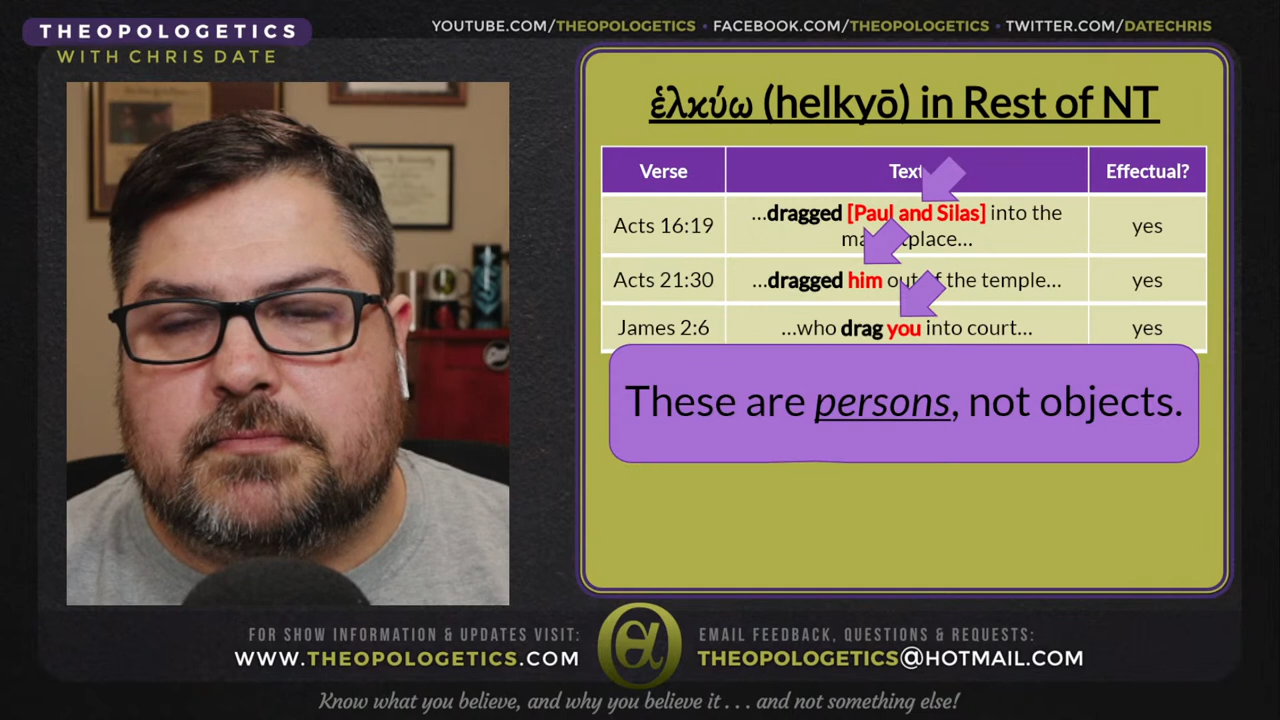 THEOPOLOGETICS
WITH CHRIS DATE
YOUTUBE.COM/THEOPOLOGETICS • FACEBOOK.COM/THEOPOLOGETICS • TWITTER.COM/DATECHRIS
ἑλκύω (helkyō) in Rest of NT
Verse Text Effectual?
Acts 16:19 …dragged [Paul and Silas] into the yes
place…
Acts 21:30 …dragged him the temple… yes
James 2:6 …who drag you into court… yes
These are persons, not objects.
FOR SHOW INFORMATION & UPDATES VISIT:
WWW.THEOPOLOGETICS.COM
EMAIL FEEDBACK, QUESTIONS & REQUESTS:
THEOPOLOGETICS@HOTMAIL.COM
Know what you believe, and why you believe it . . . and not something else!